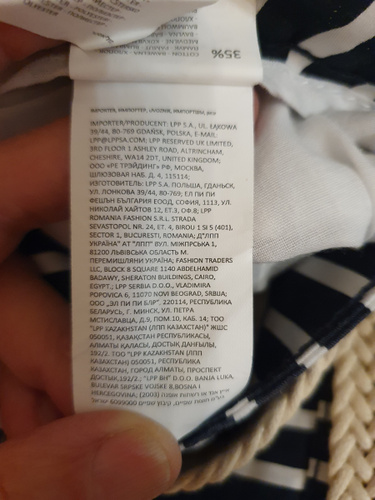 35%
IMPORTER/PRODUCENT: LPP S.A., UL. ŁĄKOWA
39/44, 80-769 GDAŃSK, POLSKA, E-MAIL:
LPP@LPPSA.COM; LPP RESERVED UK LIMITED,
3RD FLOOR 1 ASHLEY ROAD, ALTRINCHAM,
CHESHIRE, WA14 2DT, UNITED KINGDOM;
ООО «РЕ ТРЭЙДИНГ» РФ, МОСКВА,
ШЛЮЗОВАЯ НАБ. Д. 4, 115114;
ИЗГОТОВИТЕЛЬ: LPP S.A. ПОЛЬША, ГДАНЬСК,
УЛ. ЛОНКОВА 39/44, 80-769; ЕЛ ПИ ПИ
ФЕШЪН БЪЛГАРИЯ ЕООД, СОФИЯ, 1113, УЛ.
НИКОЛАЙ ХАЙТОВ 12, ЕТ.3, ОФ.8; LPP
ROMANIA FASHION S.R.L. STRADA
SEVASTOPOL NR. 24, ET. 4, BIROU 1 SI 5 (401),
SECTOR 1, BUCURESTI, ROMANIA; ДП"ЛПП
УКРАЇНА" АТ "ЛПП" ВУЛ. МІЖГІРСЬКА 1,
81200 ЛЬВІВСЬКА ОБЛАСТЬ М.
ПЕРЕМИШЛЯНИ УКРАЇНА; FASHION TRADERS
LLC, BLOCK 8 SQUARE 1140 ABDELHAMID
BADAWY, SHERATON BUILDINGS, CAIRO,
EGYPT.; LPP SERBIA D.O.O., VLADIMIRA
POPOVICA 6, 11070 NOVI BEOGRAD, SRBIJA;
ООО „ЭЛ ПИ ПИ БЛР", 220114, РЕСПУБЛИКА
БЕЛАРУСЬ, Г. МИНСК, УЛ. ПЕТРА
МСТИСЛАВЦА, Д.9, ПОМ.10, КАБ. 14; ТОО
"LPP KAZAKHSTAN (ЛПП КАЗАХСТАН)" ЖШС
050051, ҚАЗАҚСТАН РЕСПУБЛИКАСЫ,
АЛМАТЫ ҚАЛАСЫ, ДОСТЫҚ ДАҢҒЫЛЫ,
192/2. ТОО "LPP KAZAKHSTAN (ЛПП
КАЗАХСТАН) 050051, РЕСПУБЛИКА
КАЗАХСТАН, ГОРОД АЛМАТЫ, ПРОСПЕКТ
ДОСТЫК,192/2.; "LPP BH" D.O.O. BANJA LUKA,
BULEVAR SRPSKE VOJSKE 8,BOSNA I
HERCEGOVINA;